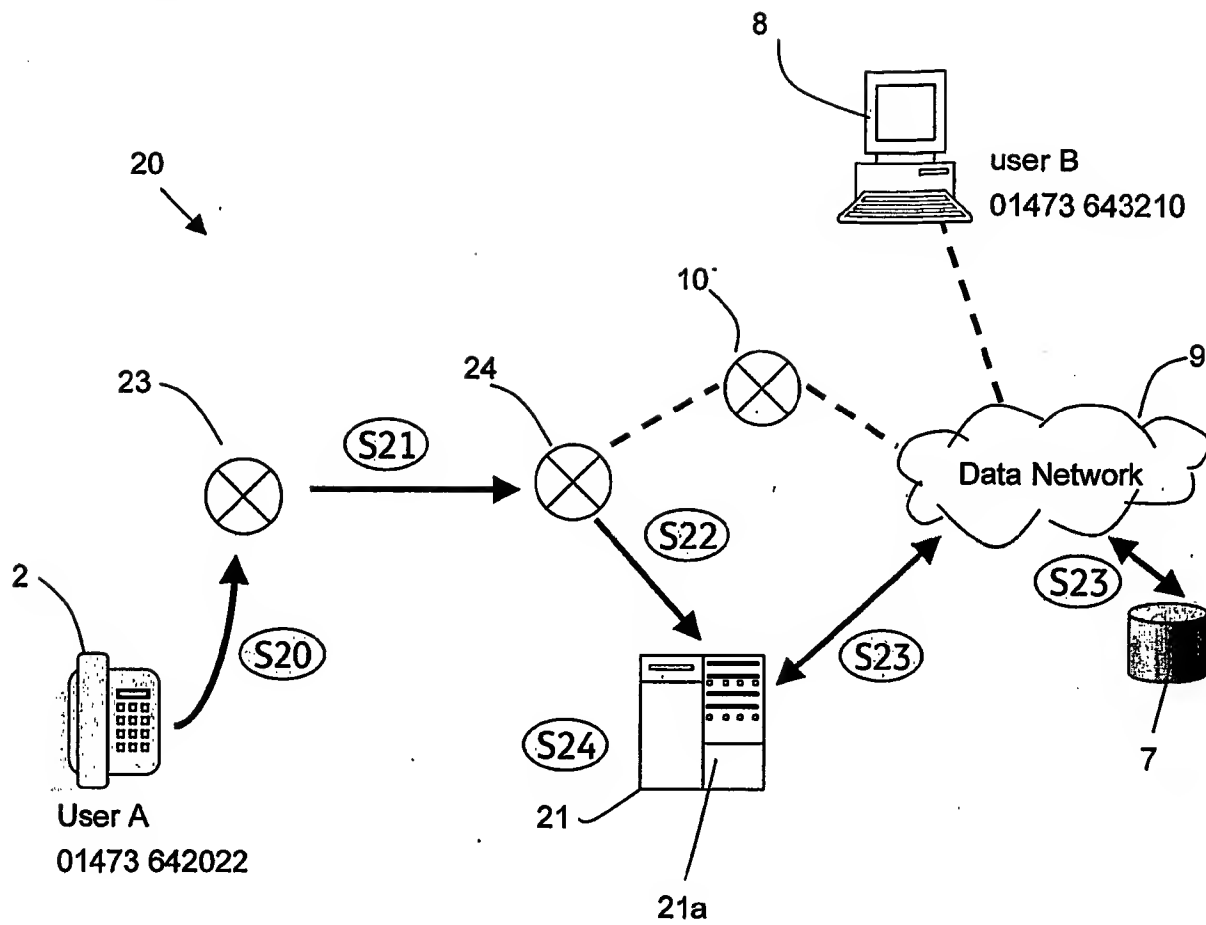 8
20
user B
01473 643210
10
23
24
9
S21
Data Network
S22
2
S23
S20
S23
S24
7
21
User A
01473 642022
21a